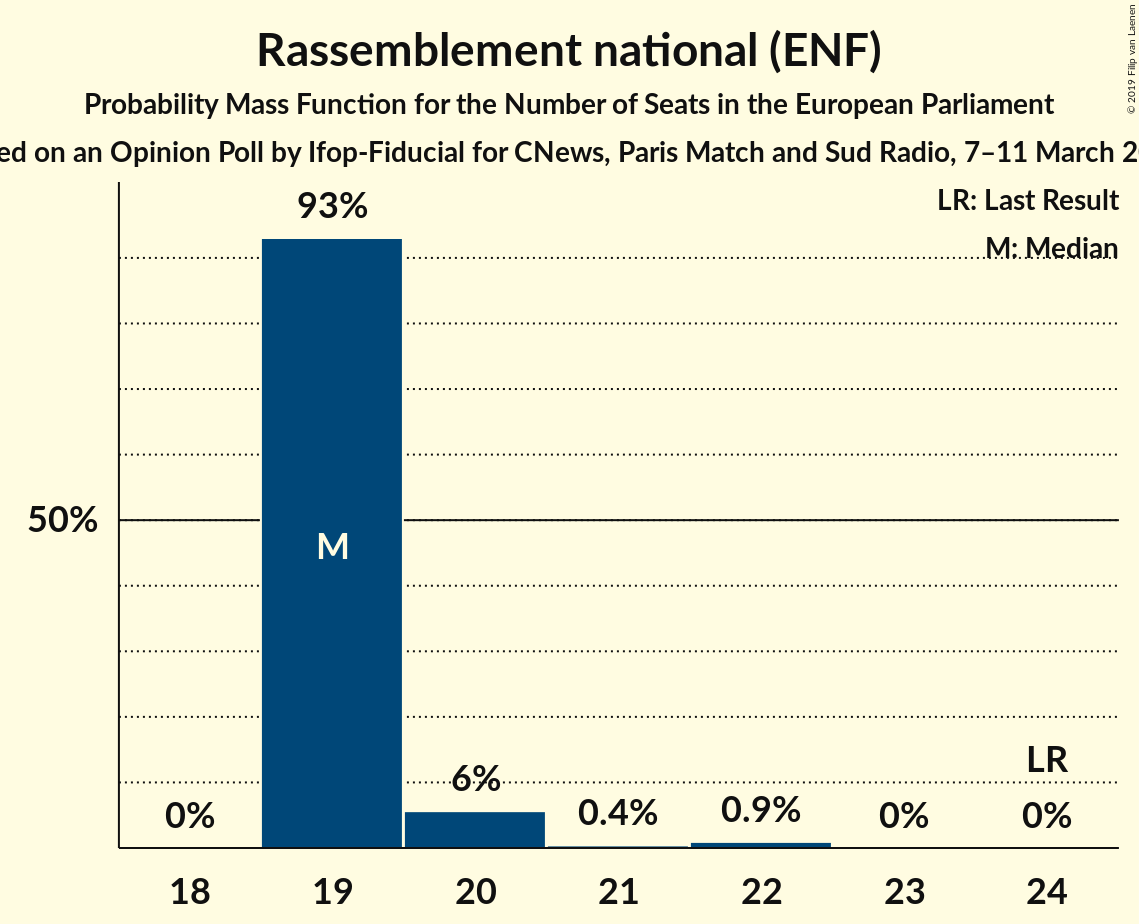 Rassemblement national (ENF)
Probability Mass Function for the Number of Seats in the European Parliament
on an Opinion Poll by Ifop-Fiducial for CNews, Paris Match and Sud Radio, 7–11 March
© 2019 Filip van Laenen
LR: Last Result
M: Median
93%
50%
M
6%
0%
0.4%
0.9%
0%
LR
0%
18 19 20 21 22 23 24